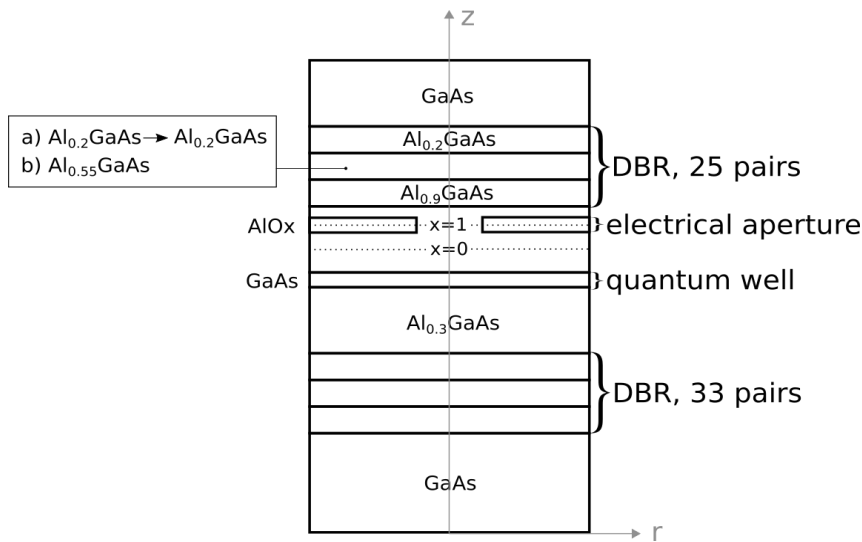 z
GaAs
a) Al0.2GaAs→ Al0.2GaAs
b) Al0.55GaAs
Al0.2GaAs
DBR, 25 pairs
Al0.9GaAs
AlOx
x=1
electrical aperture
x=0
GaAs
quantum well
Al0.3GaAs
DBR, 33 pairs
GaAs
r